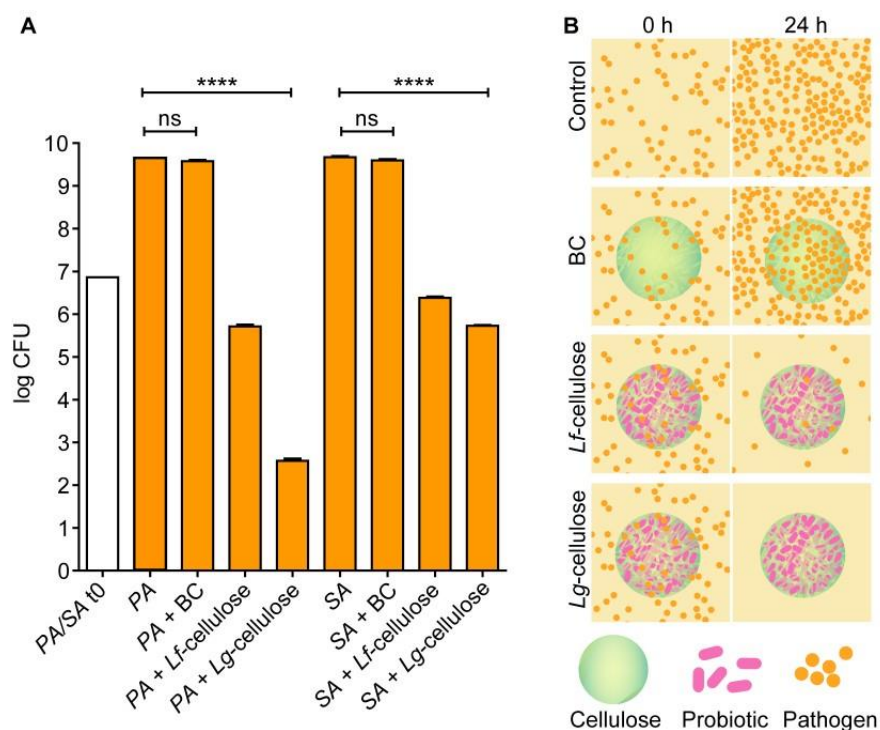 A
****
****
ns
ns
10
9
8
7
6
5
4
3
2
1
0
log CFU
PA/SA t0
PA
PA + BC
PA + Lf-cellulose
PA + Lg-cellulose
SA
SA + BC
SA + Lf-cellulose
SA + Lg-cellulose
B
0 h
24 h
Control
BC
Lf-cellulose
Lg-cellulose
Cellulose
Probiotic
Pathogen